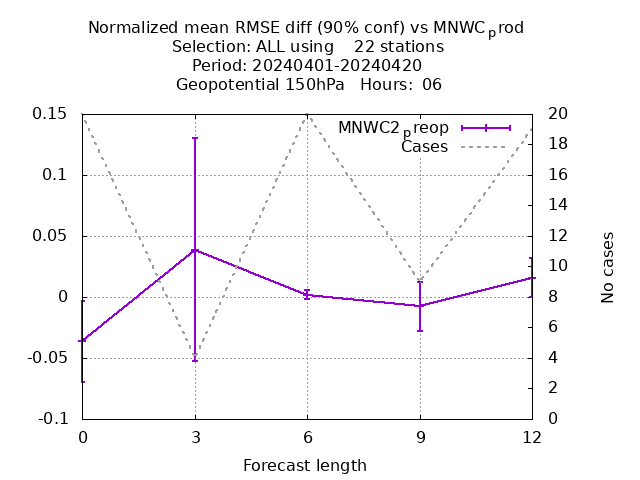 Normalized mean RMSE diff (90% conf) vs MNWCprod
Selection: ALL using 22 stations
Period: 20240401-20240420
Geopotential 150hPa Hours: 06
MNWC2preop
Cases
0.15
0.1
0.05
0
-0.05
-0.1
20
18
16
14
12
10
8
6
4
2
0
No cases
0 3 6 9 12
Forecast length